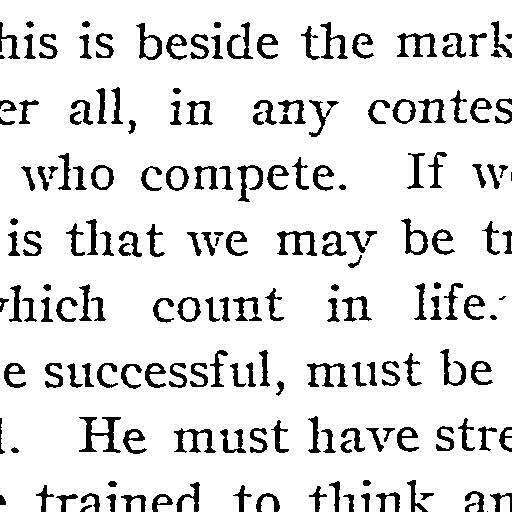 his is beside the mark
er all, in any contes
who compete. If we
is that we may be tr
which count in life.
e successful, must be
l. He must have stre
e trained to think an